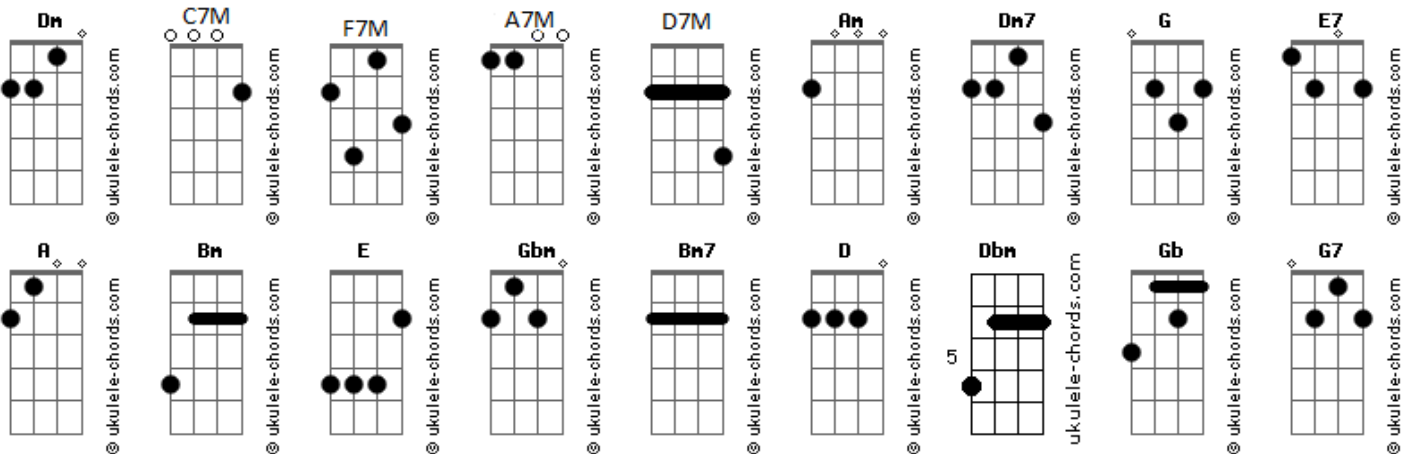 Dm C7M F7M A7M D7M Am Dm7 G E7
© ukulele-chords.com © ukulele-chords.com © ukulele-chords.com © ukulele-chords.com © ukulele-chords.com © ukulele-chords.com © ukulele-chords.com © ukulele-chords.com © ukulele-chords.com
A Bm E Gbm Bm7 D Dbm Gb G7
5
© ukulele-chords.com © ukulele-chords.com © ukulele-chords.com © ukulele-chords.com © ukulele-chords.com © ukulele-chords.com ukulele-chords.com © ukulele-chords.com © ukulele-chords.com